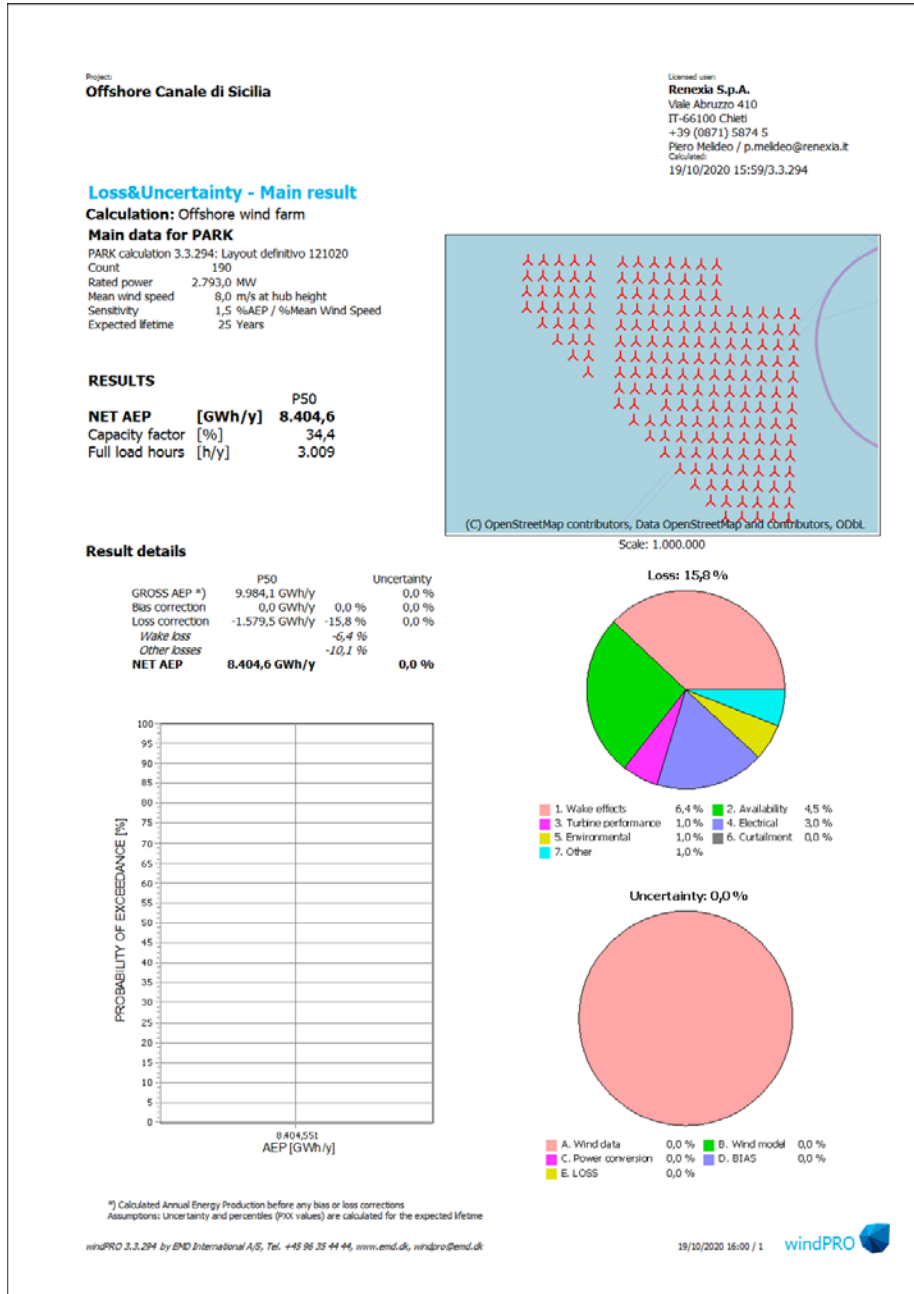 Project:
Offshore Canale di Sicilia
Licensed user:
Renexia S.p.A.
Viale Abruzzo 410
IT-66100 Chieti
+39 (0871) 5874 5
Piero Melideo / p.melideo@renexia.it
Calculated:
19/10/2020 15:59/3.3.294
Loss&Uncertainty - Main result
Calculation: Offshore wind farm
Main data for PARK
PARK calculation 3.3.294: Layout definitivo 121020
Count 190
Rated power 2.793,0 MW
Mean wind speed 8,0 m/s at hub height
Sensitivity 1,5 %AEP / %Mean Wind Speed
Expected lifetime 25 Years
RESULTS
P50
NET AEP [GWh/y] 8.404,6
Capacity factor [%] 34,4
Full load hours [h/y] 3.009
(C) OpenStreetMap contributors, Data OpenStreetMap and contributors, ODbL
Scale: 1.000.000
Result details
P50 Uncertainty
GROSS AEP *) 9.984,1 GWh/y 0,0 %
Bias correction 0,0 GWh/y 0,0 % 0,0 %
Loss correction -1.579,5 GWh/y -15,8 % 0,0 %
Wake loss -6,4 %
Other losses -10,1 %
NET AEP 8.404,6 GWh/y 0,0 %
Loss: 15,8 %
1. Wake effects 6,4 % 2. Availability 4,5 %
3. Turbine performance 1,0 % 4. Electrical 3,0 %
5. Environmental 1,0 % 6. Curtailment 0,0 %
7. Other 1,0 %
PROBABILITY OF EXCEEDANCE [%]
100
95
90
85
80
75
70
65
60
55
50
45
40
35
30
25
20
15
10
5
0
8.404,551
AEP [GWh/y]
Uncertainty: 0,0 %
A. Wind data 0,0 % B. Wind model 0,0 %
C. Power conversion 0,0 % D. BIAS 0,0 %
E. LOSS 0,0 %
*) Calculated Annual Energy Production before any bias or loss corrections
Assumptions: Uncertainty and percentiles (PXX values) are calculated for the expected lifetime
windPRO 3.3.294 by EMD International A/S, Tel. +45 96 35 44 44, www.emd.dk, windpro@emd.dk
19/10/2020 16:00 / 1 windPRO